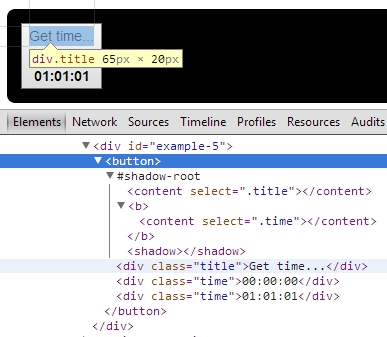 Get time...
div.title 65px × 20px
01:01:01
Elements Network Sources Timeline Profiles Resources Audits
▼<div id="example-5">
▼<button>
▼#shadow-root
<content select=".title"></content>
▼<b>
<content select=".time"></content>
</b>
<shadow></shadow>
<div class="title">Get time...</div>
<div class="time">00:00:00</div>
<div class="time">01:01:01</div>
</button>
</div>